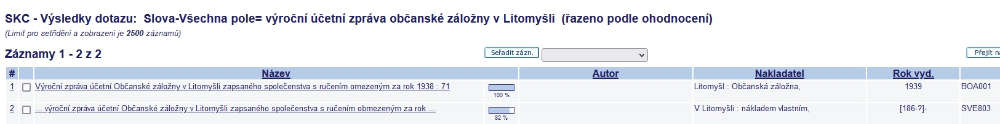 SKC - Výsledky dotazu: Slova-Všechna pole= výroční účetní zpráva občanské záložny v Litomyšli (řazeno podle ohodnocení)
(Limit pro setřídění a zobrazení je 2500 záznamů)
Záznamy 1 - 2 z 2 Seřadit zázn. Přejít
# Název Autor Nakladatel Rok vyd.
1 Výroční zpráva účetní Občanské záložny v Litomyšli zapsaného společenstva s ručením omezeným za rok 1938 : 71 100 % Litomyšl : Občanská záložna, 1939 BOA001
2 ... výroční zpráva účetní Občanské záložny v Litomyšli zapsaného společenstva s ručením obmezeným za rok ... 82 % V Litomyšli : nákladem vlastním, [186-?]- SVE803